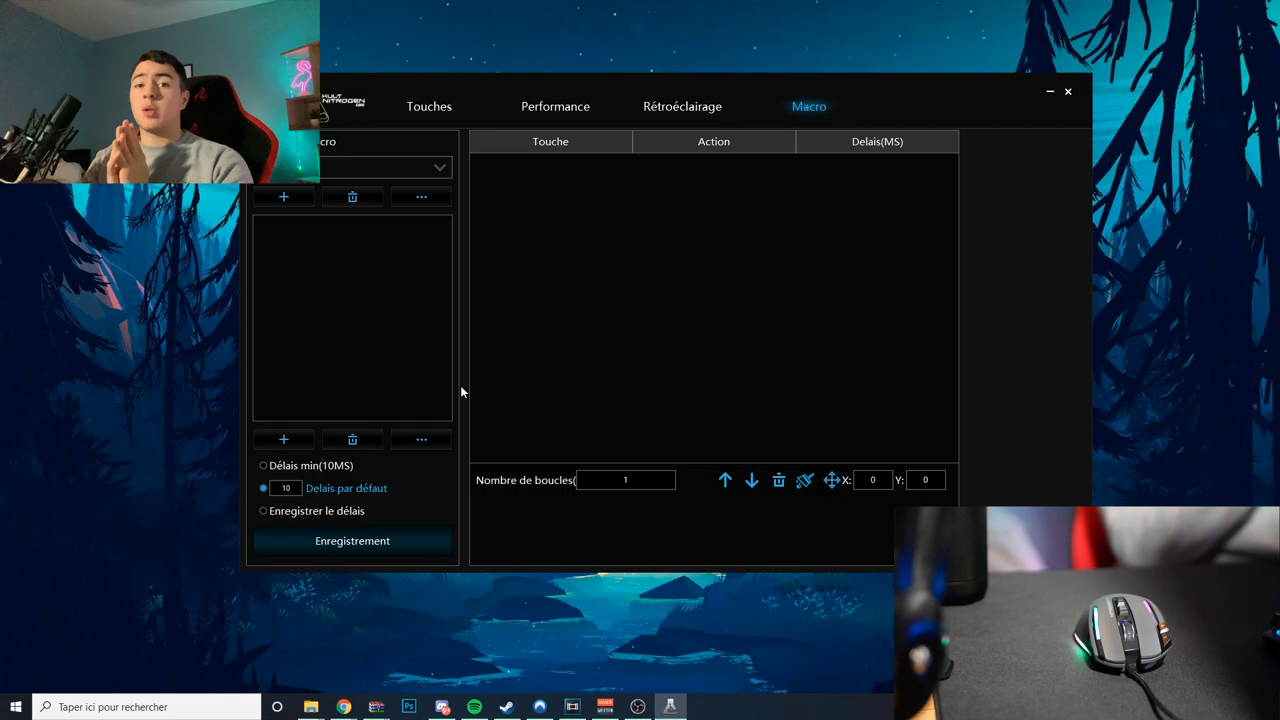 KULT
NITROGEN
Touches
Performance
Rétroéclairage
Macro
cro
Touche
Action
Delais(MS)
Délais min(10MS)
10
Delais par défaut
Enregistrer le délais
Enregistrement
Nombre de boucles(
1
X:
0
Y:
0
Taper ici pour rechercher
Ps